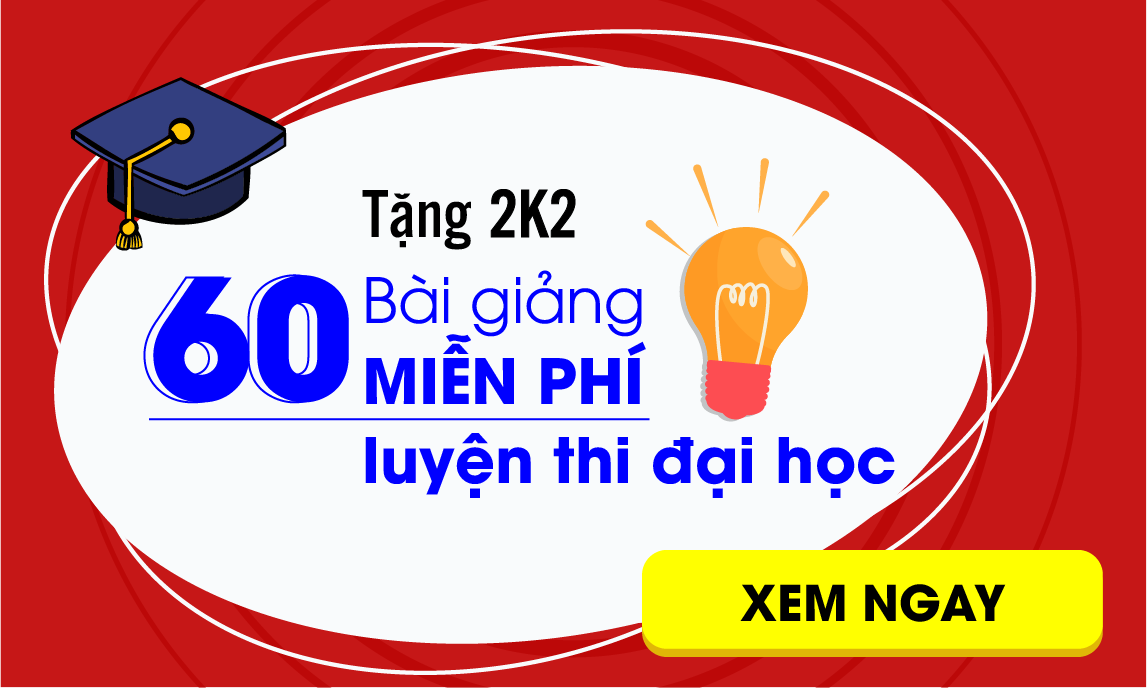 Tặng 2K2
60 Bài giảng
MIỄN PHÍ
luyện thi đại học
XEM NGAY